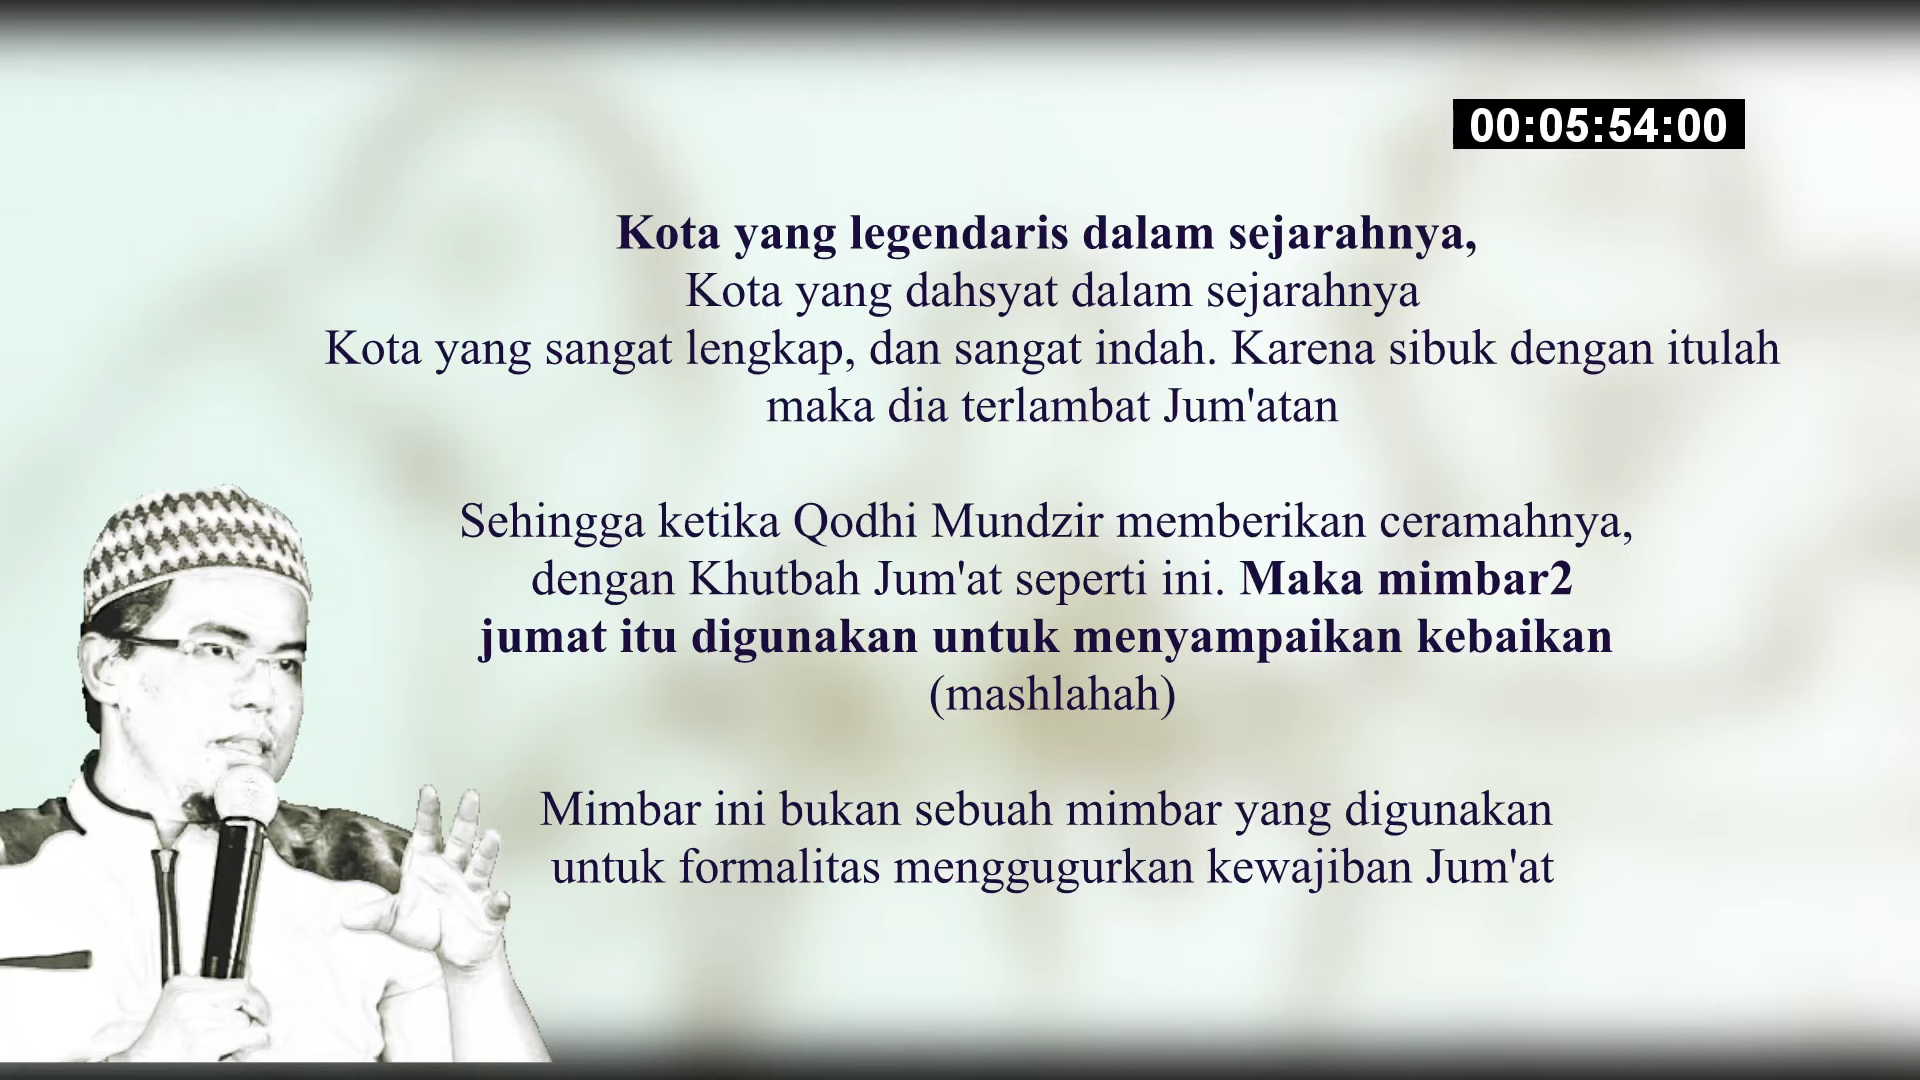 00:05:54:00
Kota yang legendaris dalam sejarahnya,
Kota yang dahsyat dalam sejarahnya
Kota yang sangat lengkap, dan sangat indah. Karena sibuk dengan itulah
maka dia terlambat Jum'atan
Sehingga ketika Qodhi Mundzir memberikan ceramahnya,
dengan Khutbah Jum'at seperti ini. Maka mimbar2
jumat itu digunakan untuk menyampaikan kebaikan
(mashlahah)
Mimbar ini bukan sebuah mimbar yang digunakan
untuk formalitas menggugurkan kewajiban Jum'at